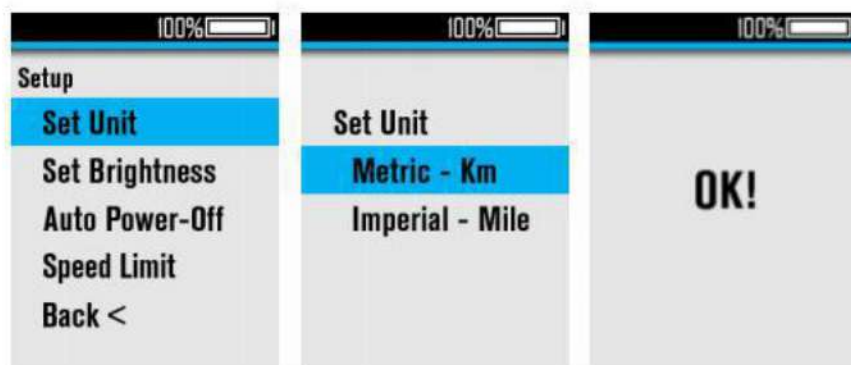 100%
Setup
Set Unit
Set Brightness
Auto Power-Off
Speed Limit
Back <
100%
Set Unit
Metric - Km
Imperial - Mile
100%
OK!